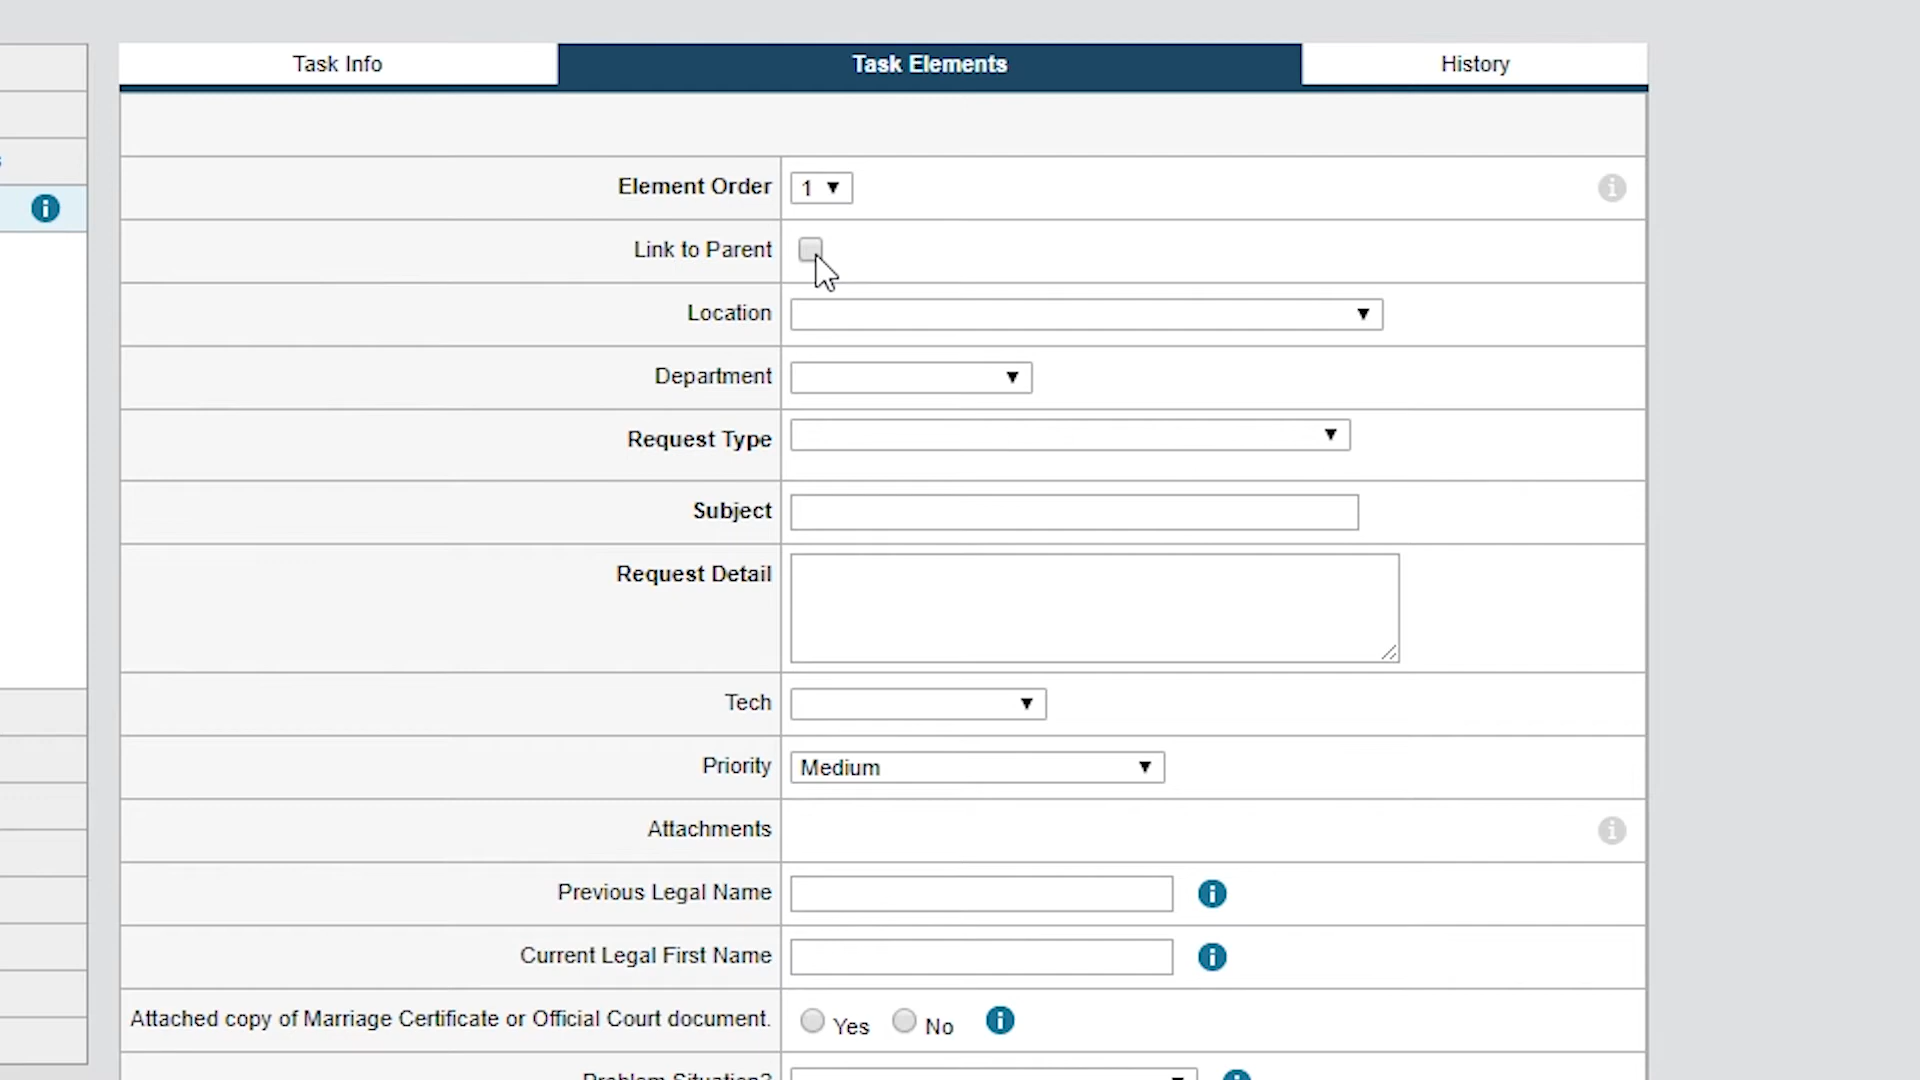 Task Info
Task Elements
History
Element Order
1
Link to Parent
Location
Department
Request Type
Subject
Request Detail
Tech
Priority
Medium
Attachments
Previous Legal Name
Current Legal First Name
Attached copy of Marriage Certificate or Official Court document.
Yes No
Problem Situation?